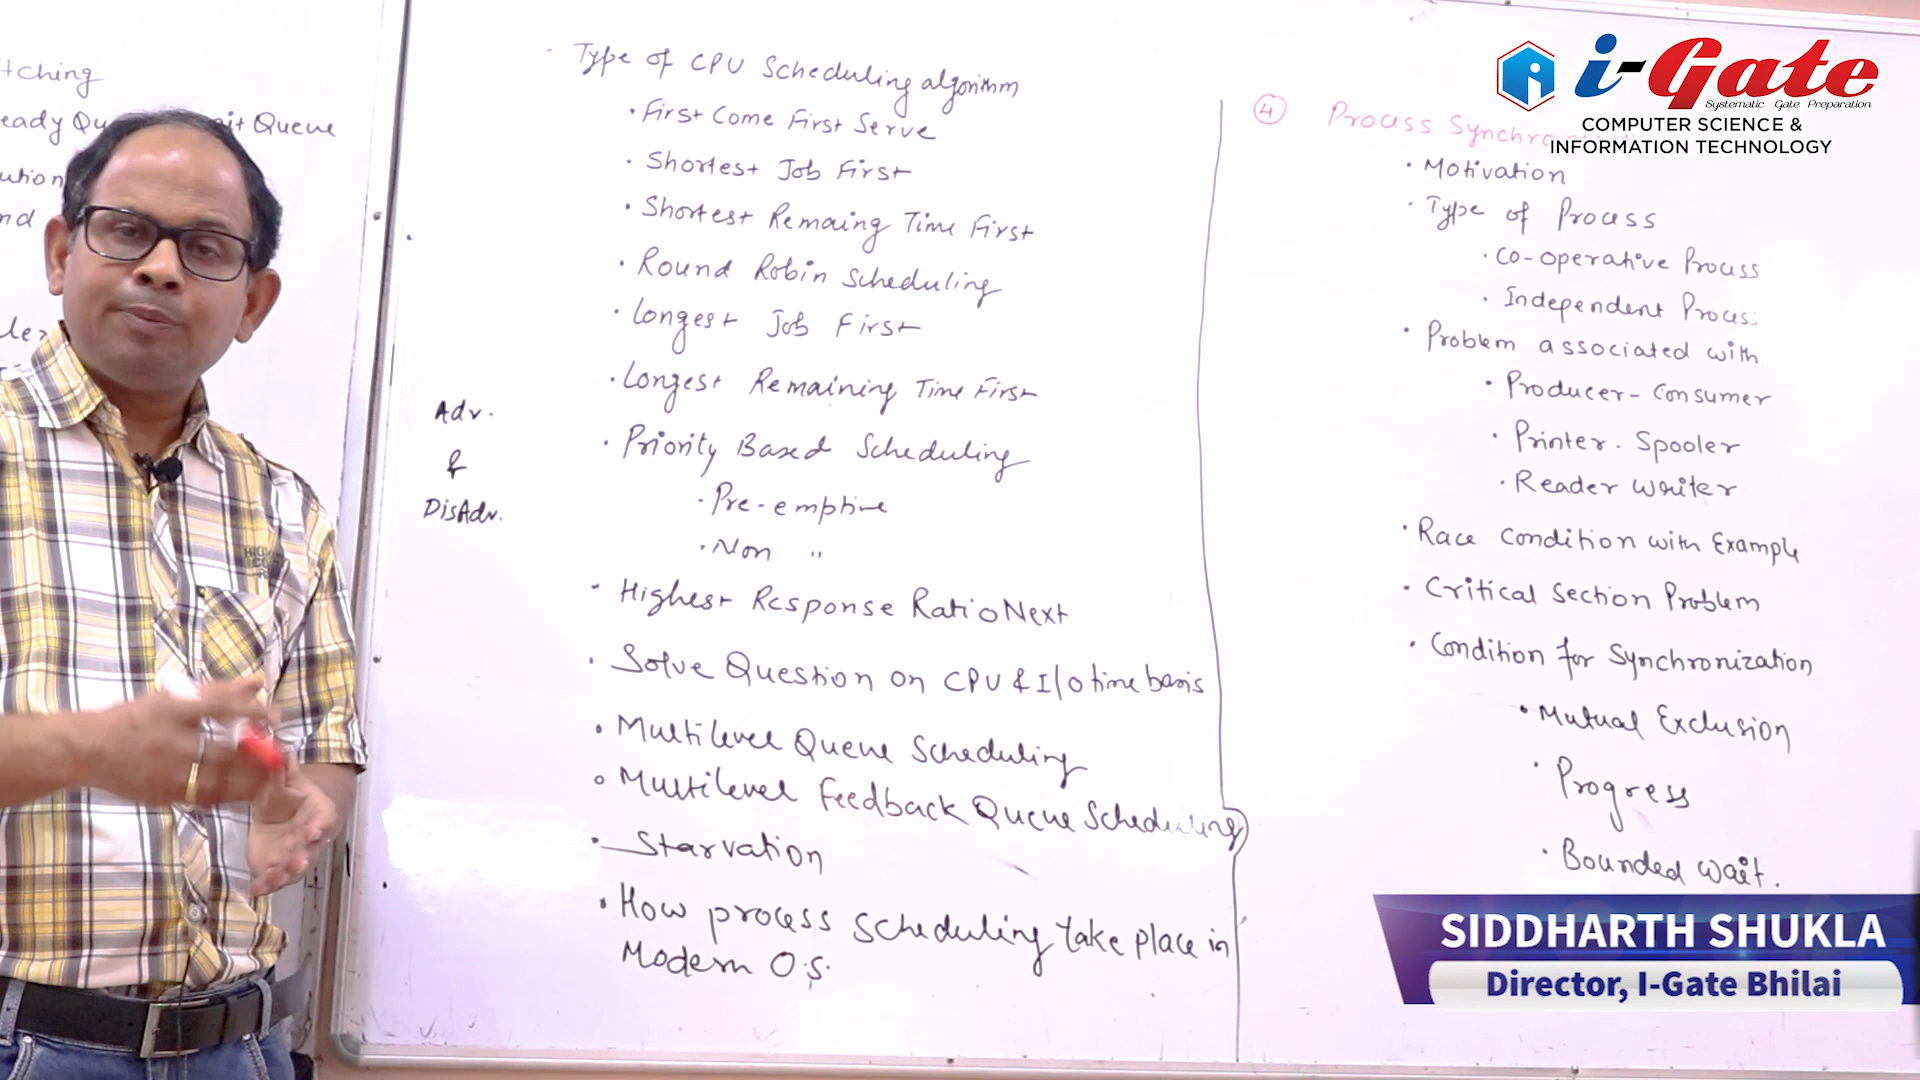 tching
eady Qu it Queue
ution
nd
Type of CPU Scheduling algorithm
• First Come First Serve
• Shortest Job First
• Shortest Remaing Time First
• Round Robin Scheduling
• Longest Job First
• Longest Remaining Time First
Adv.
&
DisAdv.
• Priority Based Scheduling
• Pre-emptive
• Non "
• Highest Response Ratio Next
• Solve Question on CPU & I/O time basis
• Multilevel Queue Scheduling
• Multilevel Feedback Queue Scheduling
• Starvation
• How process scheduling take place in
Modern O.S.
i-Gate
Systematic Gate Preparation
COMPUTER SCIENCE &
INFORMATION TECHNOLOGY
④ Process Synchro
• Motivation
• Type of Process
• Co-operative Process
• Independent Process
• Problem associated with
• Producer-Consumer
• Printer-Spooler
• Reader Writer
• Race Condition with Example
• Critical Section Problem
• Condition for Synchronization
• Mutual Exclusion
• Progress
• Bounded Wait.
SIDDHARTH SHUKLA
Director, I-Gate Bhilai